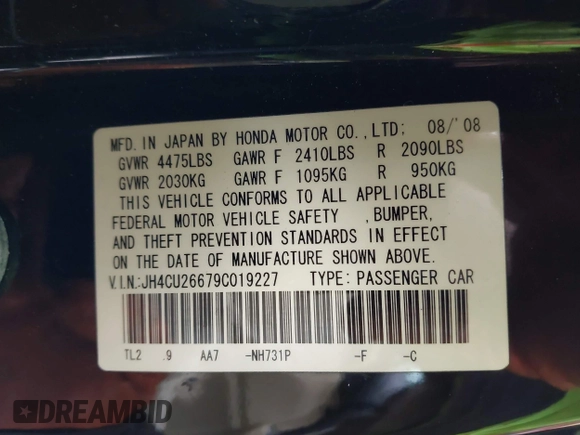 MFD. IN JAPAN BY HONDA MOTOR CO.,LTD; 08/'08
GVWR 4475LBS GAWR F 2410LBS R 2090LBS
GVWR 2030KG GAWR F 1095KG R 950KG
THIS VEHICLE CONFORMS TO ALL APPLICABLE
FEDERAL MOTOR VEHICLE SAFETY ,BUMPER,
AND THEFT PREVENTION STANDARDS IN EFFECT
ON THE DATE OF MANUFACTURE SHOWN ABOVE.
V.I.N.:JH4CU26679C019227 TYPE: PASSENGER CAR
TL2 .9 AA7 -NH731P -F -C
DREAMBID